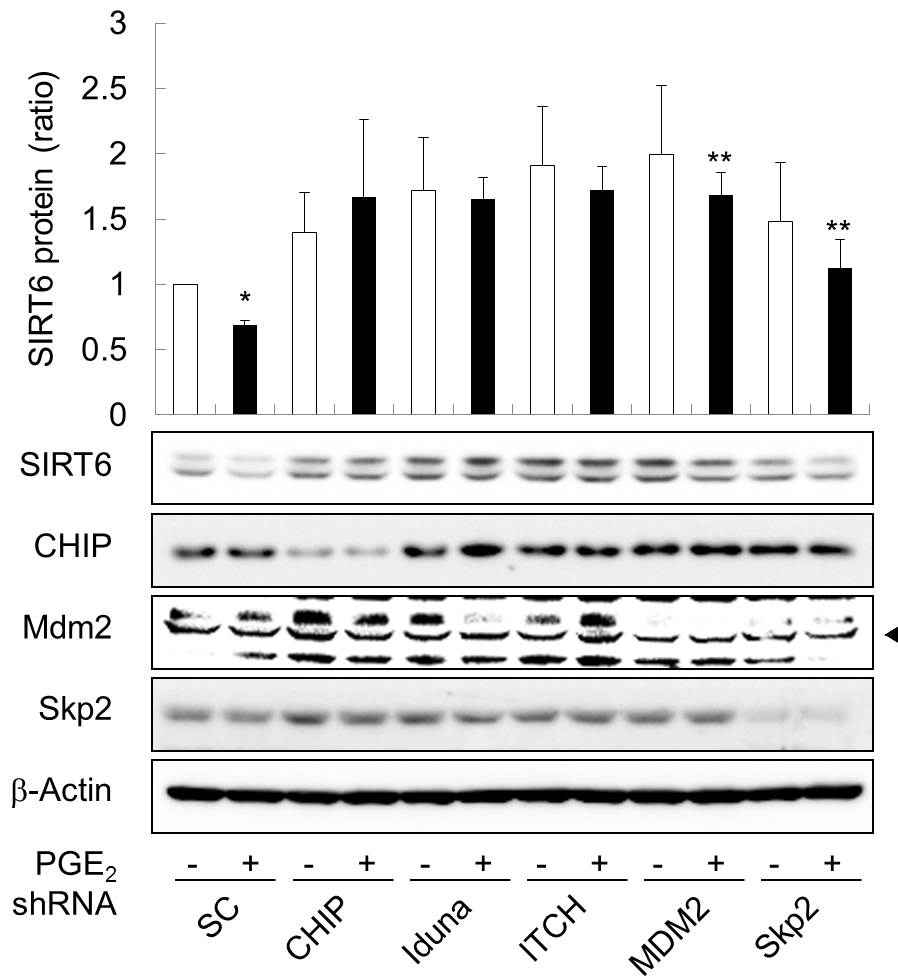 3
2.5
2
1.5
1
0.5
0
SIRT6 protein (ratio)
*
**
**
SIRT6
CHIP
Mdm2
Skp2
β-Actin
PGE₂ - + - + - + - + - + - +
shRNA SC CHIP Iduna ITCH MDM2 Skp2